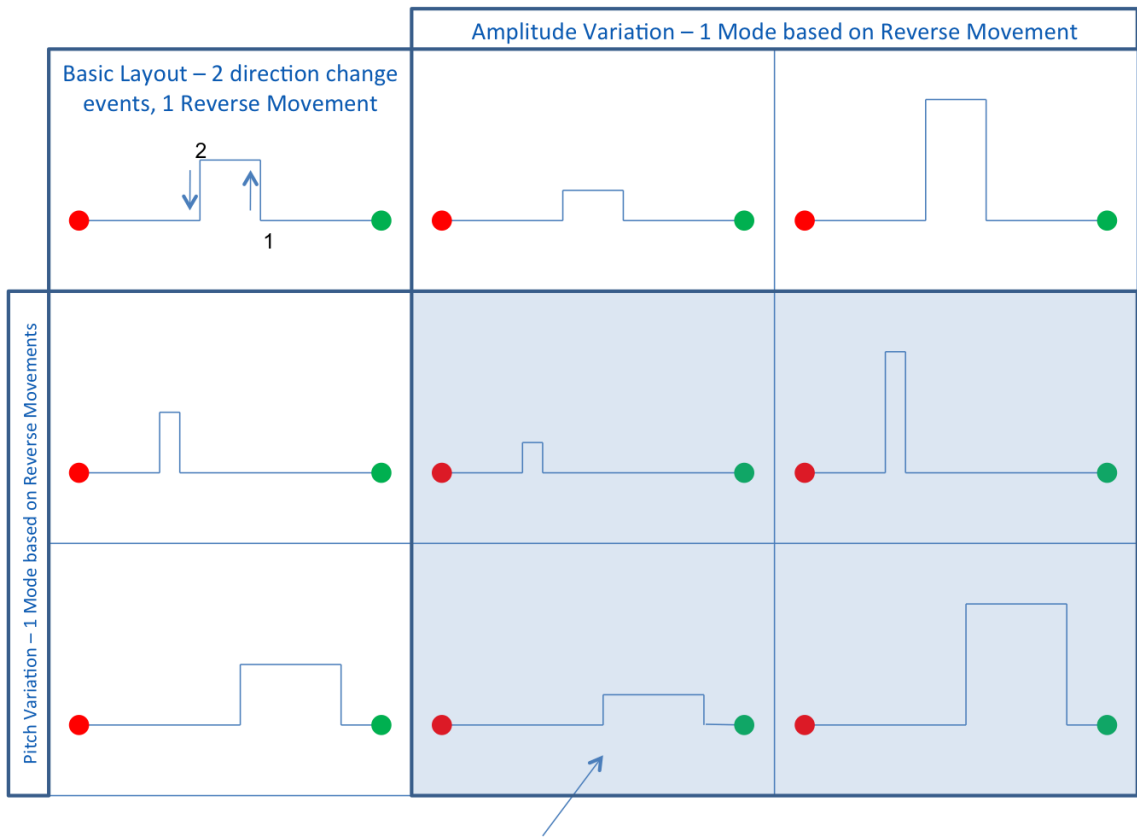 Amplitude Variation – 1 Mode based on Reverse Movement
Basic Layout – 2 direction change
events, 1 Reverse Movement
2
1
Pitch Variation – 1 Mode based on Reverse Movements